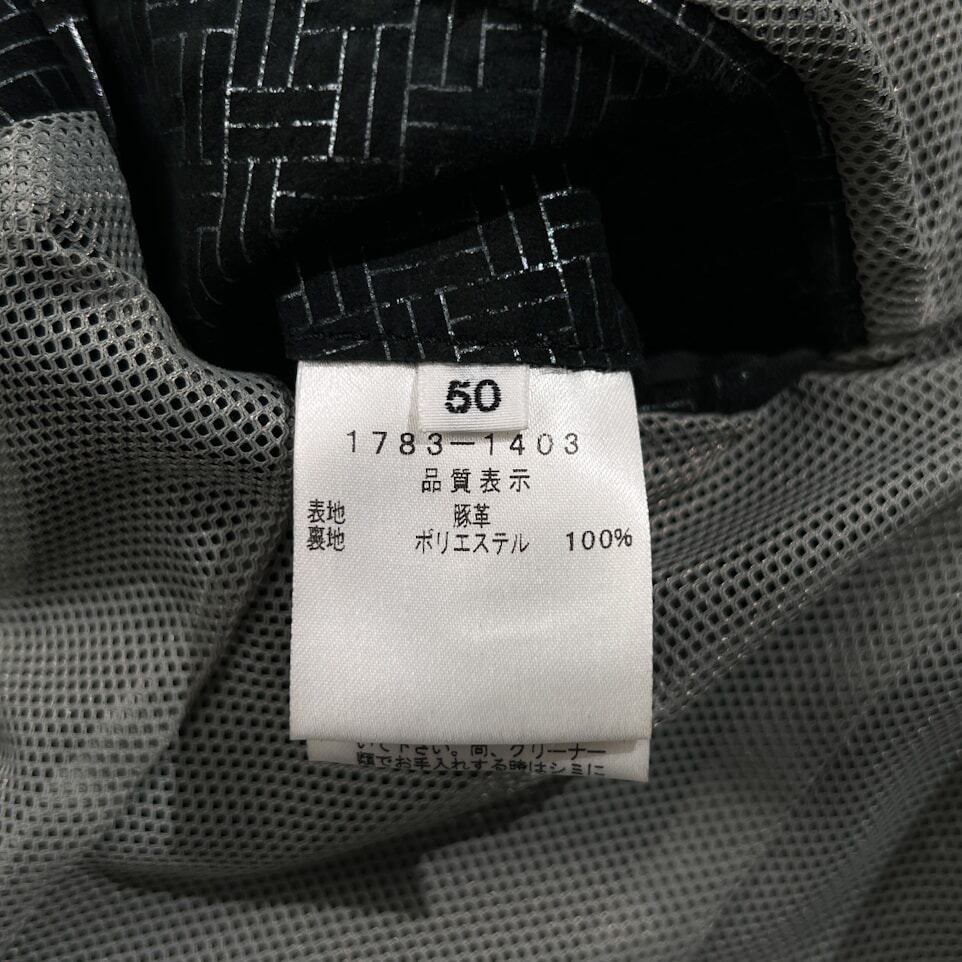 50
1783-1403
品質表示
表地 豚革
裏地 ポリエステル 100%
いて下さい。尚、クリーナー
類でお手入れする時はシミに